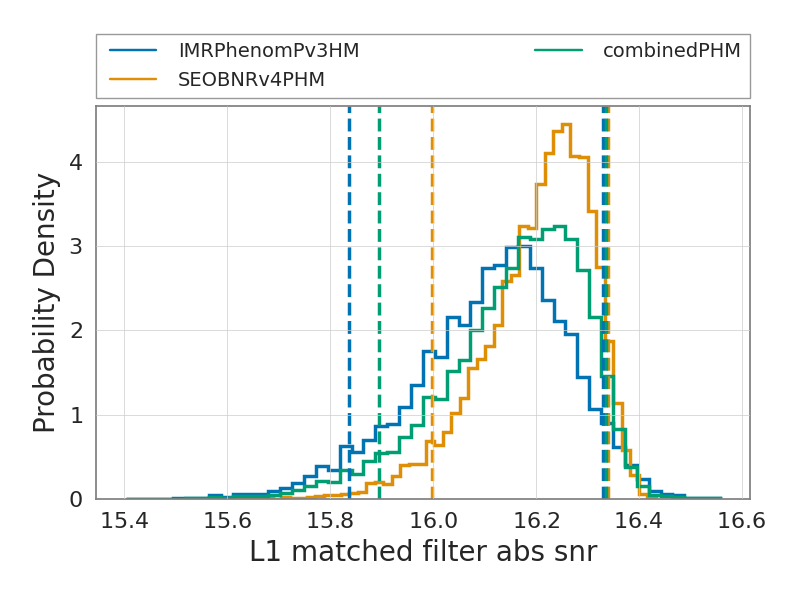 IMRPhenomPv3HM
SEOBNRv4PHM
combinedPHM
Probability Density
4
3
2
1
0
15.4 15.6 15.8 16.0 16.2 16.4 16.6
L1 matched filter abs snr